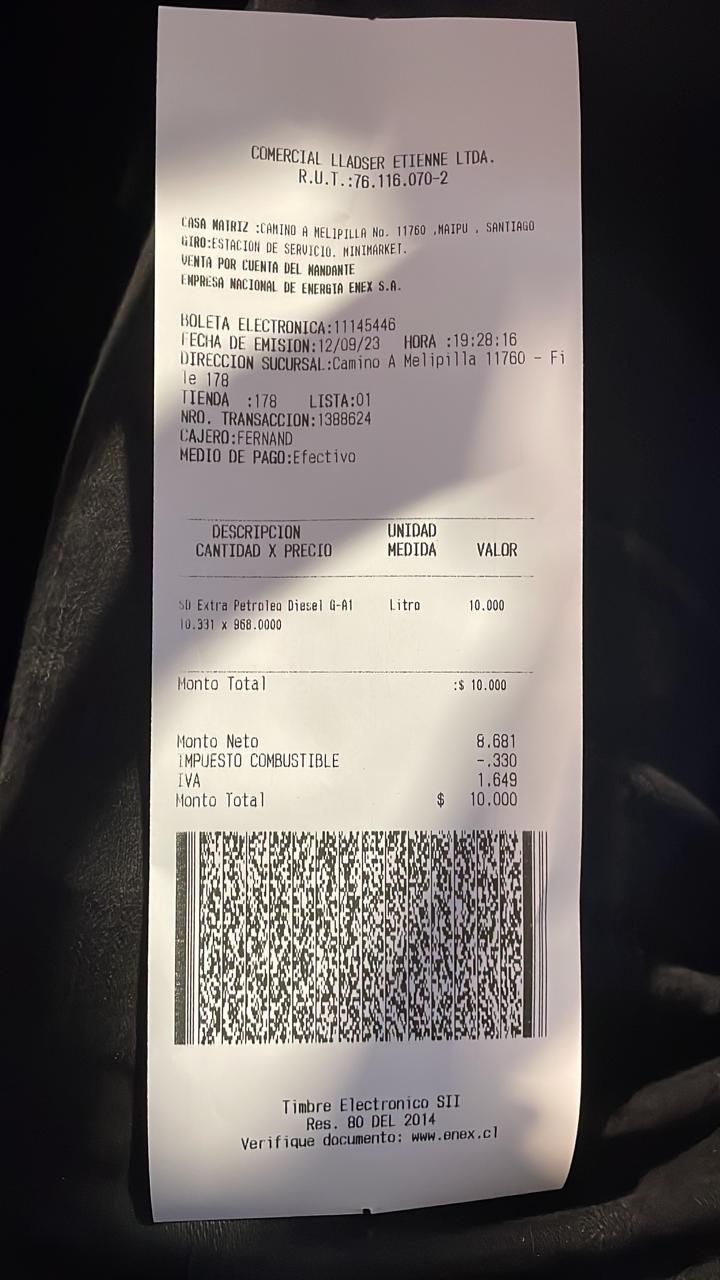 COMERCIAL LLADSER ETIENNE LTDA.
R.U.T.:76.116.070-2
CASA MATRIZ :CAMINO A MELIPILLA No. 11760 ,MAIPU , SANTIAGO
GIRO:ESTACION DE SERVICIO. MINIMARKET.
VENTA POR CUENTA DEL MANDANTE
EMPRESA NACIONAL DE ENERGIA ENEX S.A.
BOLETA ELECTRONICA:11145446
FECHA DE EMISION:12/09/23 HORA :19:28:16
DIRECCION SUCURSAL:Camino A Melipilla 11760 - Fi
le 178
TIENDA :178 LISTA:01
NRO. TRANSACCION:1388624
CAJERO:FERNAND
MEDIO DE PAGO:Efectivo
DESCRIPCION UNIDAD
CANTIDAD X PRECIO MEDIDA VALOR
SD Extra Petroleo Diesel G-A1 Litro 10.000
10.331 x 968.0000
Monto Total :$ 10.000
Monto Neto 8.681
IMPUESTO COMBUSTIBLE -.330
IVA 1.649
Monto Total $ 10.000
Timbre Electronico SII
Res. 80 DEL 2014
Verifique documento: www.enex.cl